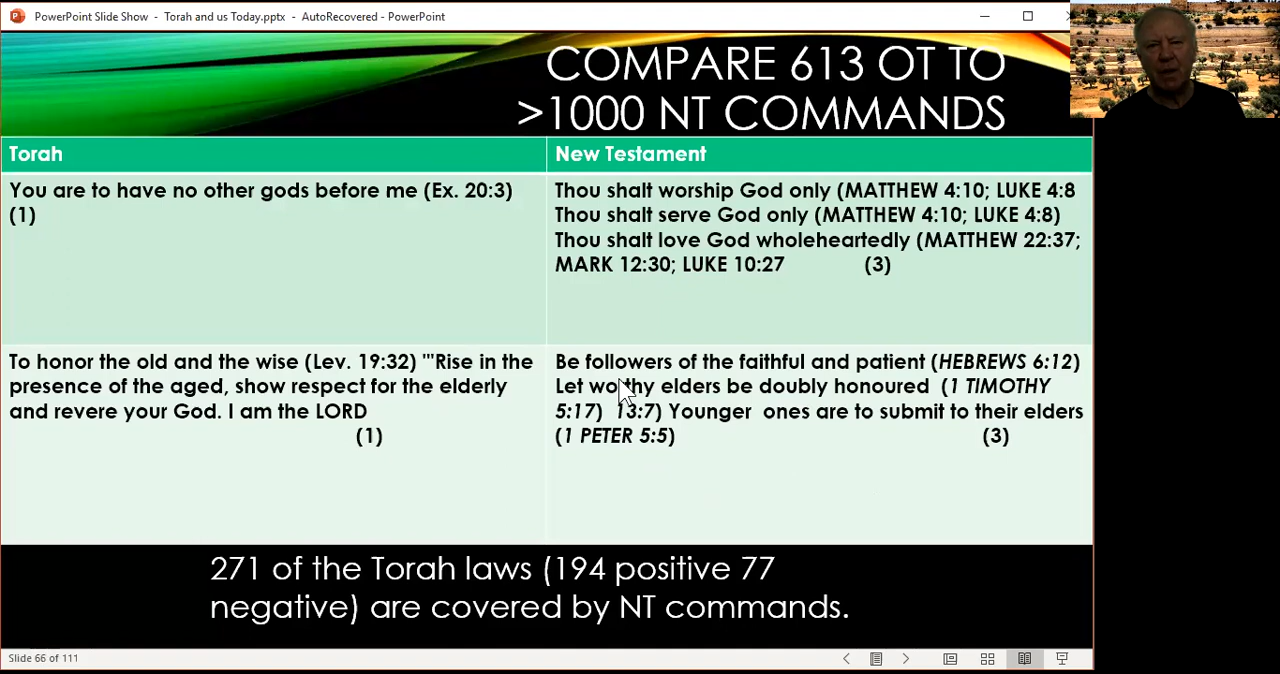 PowerPoint Slide Show - Torah and us Today.pptx - AutoRecovered - PowerPoint
COMPARE 613 OT TO
>1000 NT COMMANDS
Torah
New Testament
You are to have no other gods before me (Ex. 20:3)
(1)
Thou shalt worship God only (MATTHEW 4:10; LUKE 4:8
Thou shalt serve God only (MATTHEW 4:10; LUKE 4:8)
Thou shalt love God wholeheartedly (MATTHEW 22:37;
MARK 12:30; LUKE 10:27 (3)
To honor the old and the wise (Lev. 19:32) "'Rise in the
presence of the aged, show respect for the elderly
and revere your God. I am the LORD
(1)
Be followers of the faithful and patient (HEBREWS 6:12)
Let worthy elders be doubly honoured (1 TIMOTHY
5:17) 13:7) Younger ones are to submit to their elders
(1 PETER 5:5) (3)
271 of the Torah laws (194 positive 77
negative) are covered by NT commands.
Slide 66 of 111